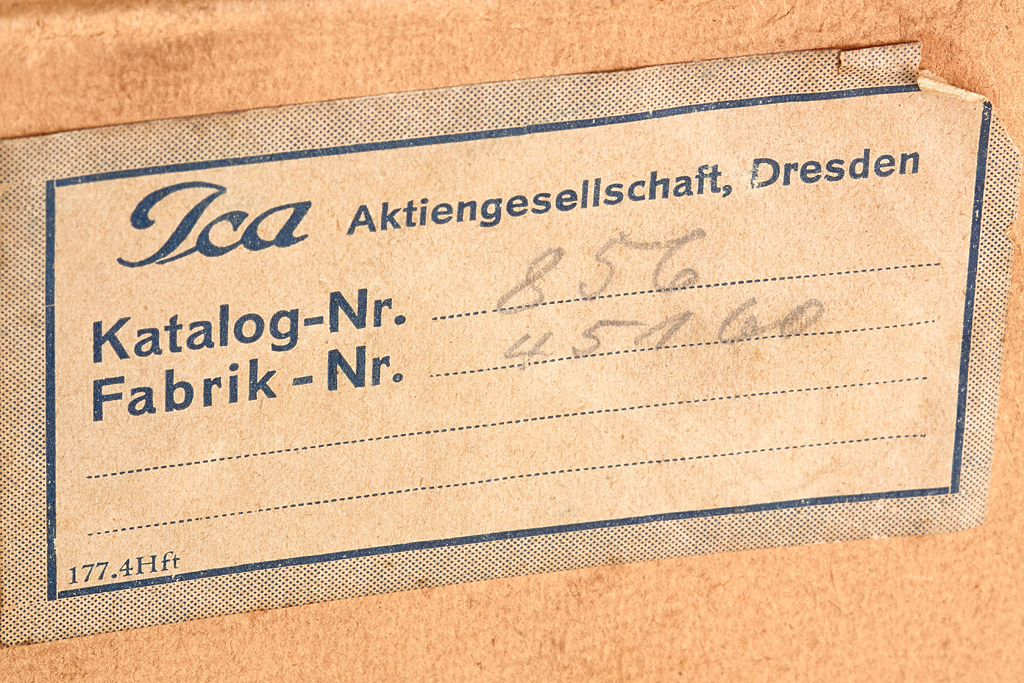 Ica Aktiengesellschaft, Dresden
Katalog-Nr. 856
Fabrik-Nr. 45160
177.4Hft